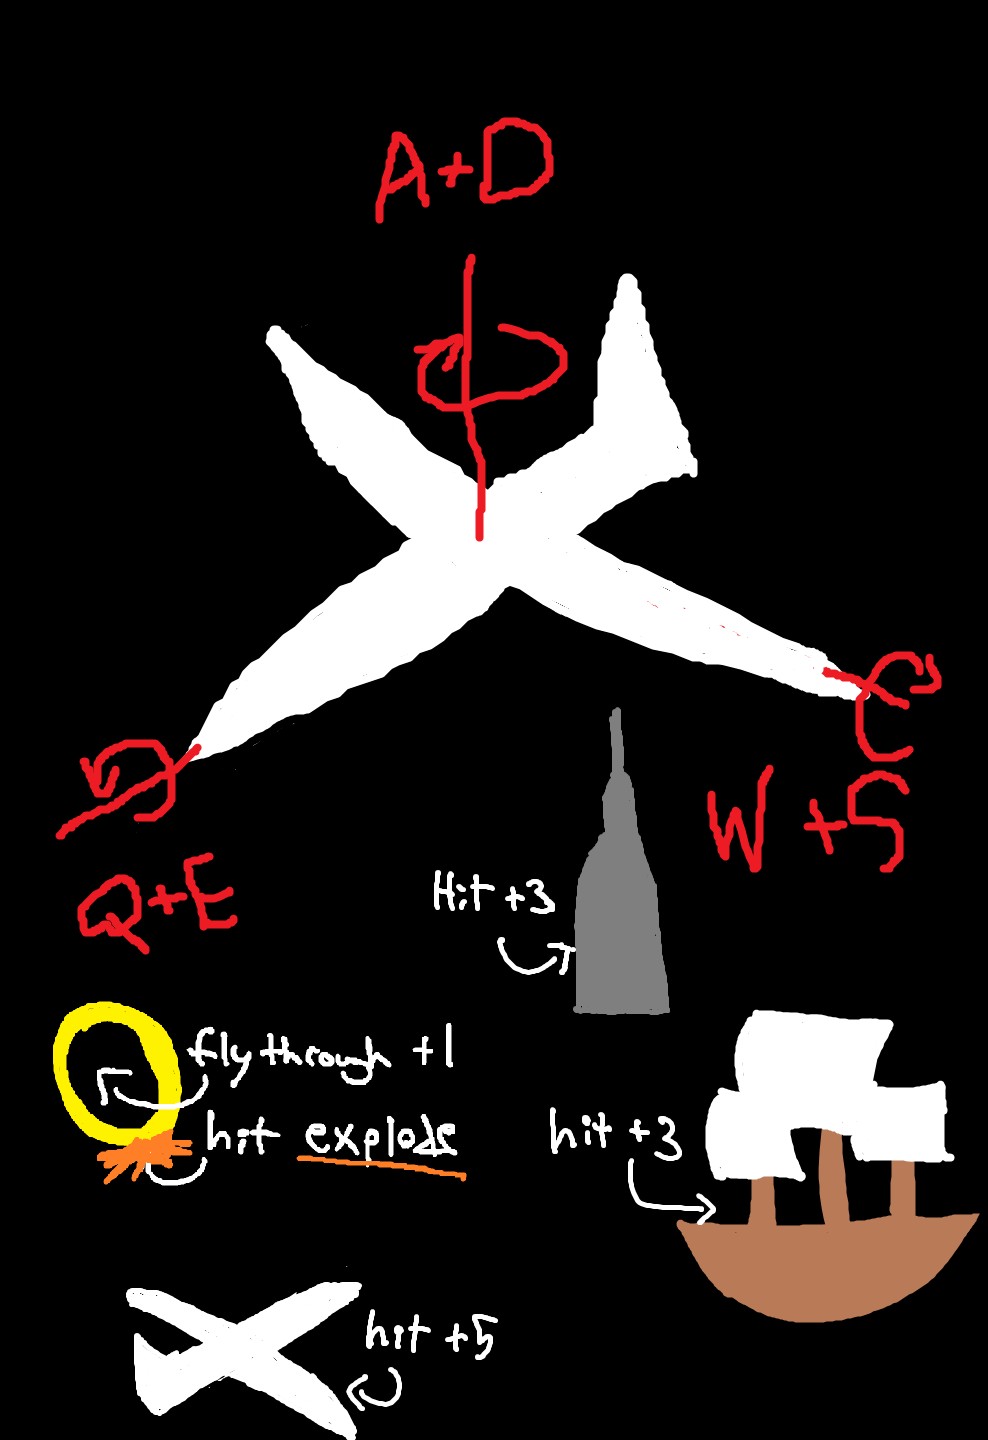 A+D
W+S
Q+E
Hit +3
fly through +1
hit explode
hit +3
hit +5